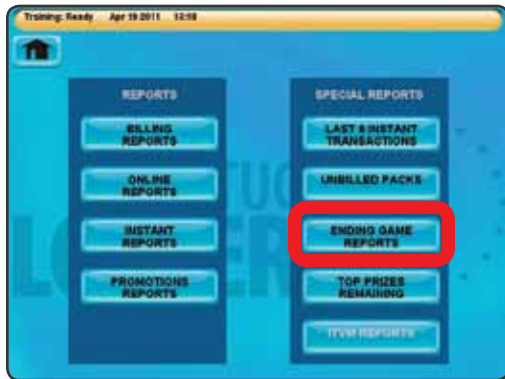 Training: Ready Apr 19 2011 13:18
REPORTS
BILLING
REPORTS
ONLINE
REPORTS
INSTANT
REPORTS
PROMOTIONS
REPORTS
SPECIAL REPORTS
LAST 8 INSTANT
TRANSACTIONS
UNBILLED PACKS
ENDING GAME
REPORTS
TOP PRIZES
REMAINING
ITVM REPORTS